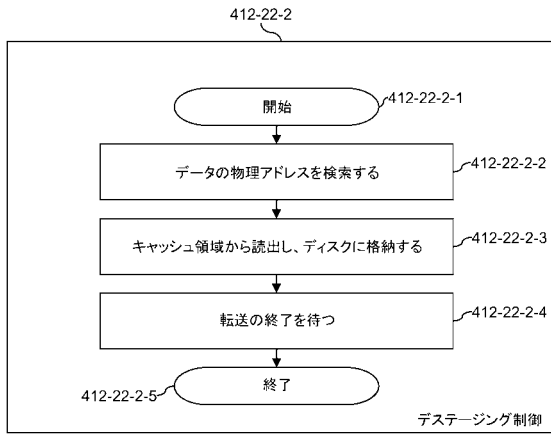 412-22-2
開始
412-22-2-1
データの物理アドレスを検索する
412-22-2-2
キャッシュ領域から読出し、ディスクに格納する
412-22-2-3
転送の終了を待つ
412-22-2-4
終了
412-22-2-5
デステージング制御